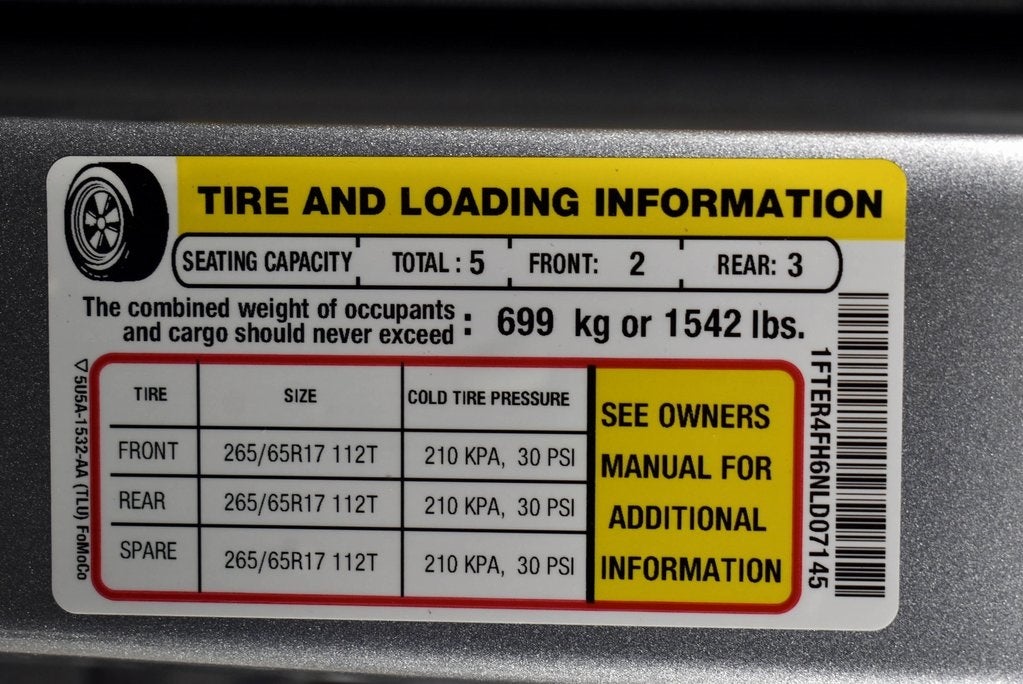 TIRE AND LOADING INFORMATION
SEATING CAPACITY TOTAL : 5 FRONT: 2 REAR: 3
The combined weight of occupants
and cargo should never exceed : 699 kg or 1542 lbs.
TIRE SIZE COLD TIRE PRESSURE
FRONT 265/65R17 112T 210 KPA, 30 PSI
REAR 265/65R17 112T 210 KPA, 30 PSI
SPARE 265/65R17 112T 210 KPA, 30 PSI
SEE OWNERS
MANUAL FOR
ADDITIONAL
INFORMATION
1FTER4FH6NLD07145
5U5A-1532-AA (TLU) FoMoCo